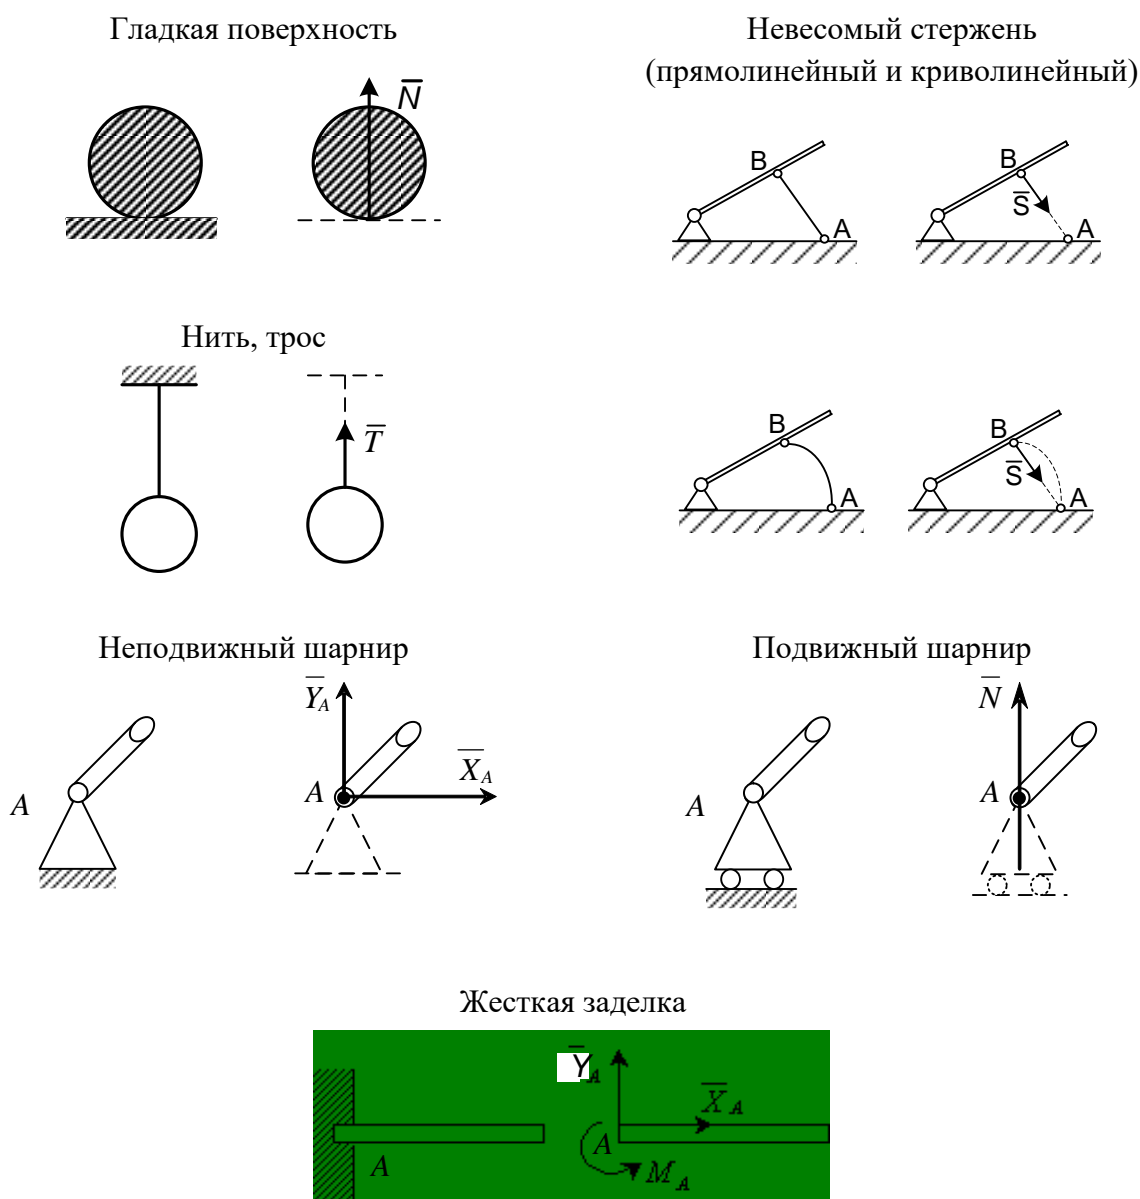 Гладкая поверхность
N
Невесомый стержень
(прямолинейный и криволинейный)
B
A
B
S
A
Нить, трос
T
B
A
B
S
A
Неподвижный шарнир
A
Y_A
X_A
A
Подвижный шарнир
A
N
A
Жесткая заделка
A
Y_A
X_A
A
M_A